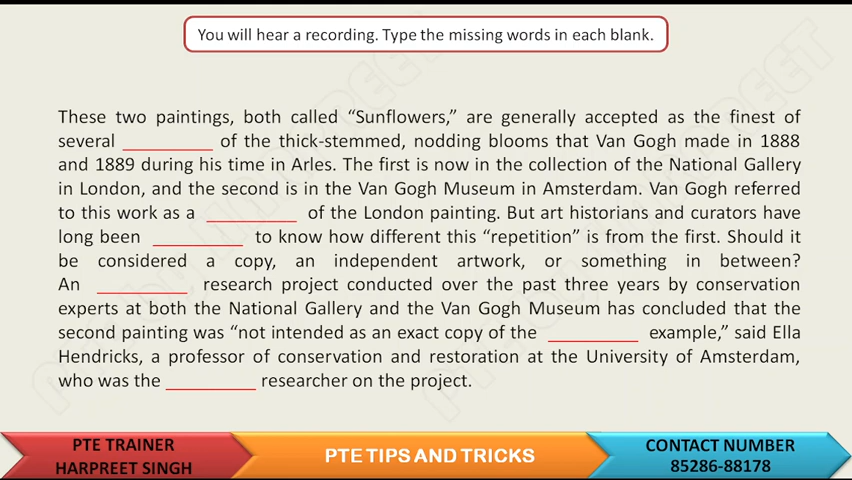 You will hear a recording. Type the missing words in each blank.
These two paintings, both called “Sunflowers,” are generally accepted as the finest of
several __________ of the thick-stemmed, nodding blooms that Van Gogh made in 1888
and 1889 during his time in Arles. The first is now in the collection of the National Gallery
in London, and the second is in the Van Gogh Museum in Amsterdam. Van Gogh referred
to this work as a __________ of the London painting. But art historians and curators have
long been __________ to know how different this “repetition” is from the first. Should it
be considered a copy, an independent artwork, or something in between?
An __________ research project conducted over the past three years by conservation
experts at both the National Gallery and the Van Gogh Museum has concluded that the
second painting was “not intended as an exact copy of the __________ example,” said Ella
Hendricks, a professor of conservation and restoration at the University of Amsterdam,
who was the __________ researcher on the project.
PTE TRAINER
HARPREET SINGH
PTE TIPS AND TRICKS
CONTACT NUMBER
85286-88178